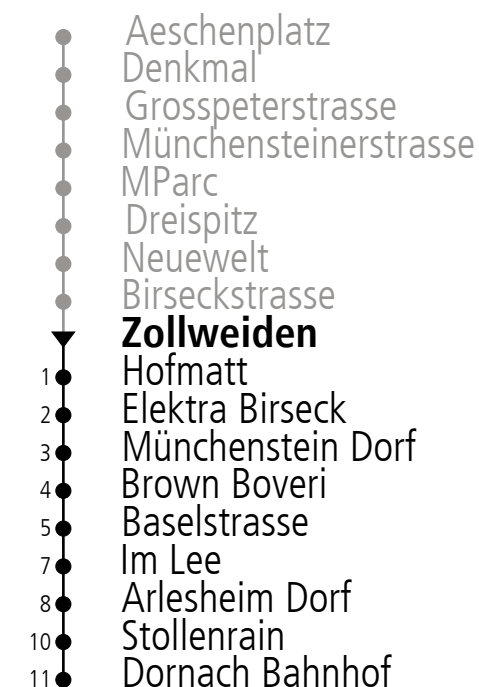 Aeschenplatz
Denkmal
Grosspeterstrasse
Münchensteinerstrasse
MParc
Dreispitz
Neuewelt
Birseckstrasse
Zollweiden
1 Hofmatt
2 Elektra Birseck
3 Münchenstein Dorf
4 Brown Boveri
5 Baselstrasse
7 Im Lee
8 Arlesheim Dorf
10 Stollenrain
11 Dornach Bahnhof